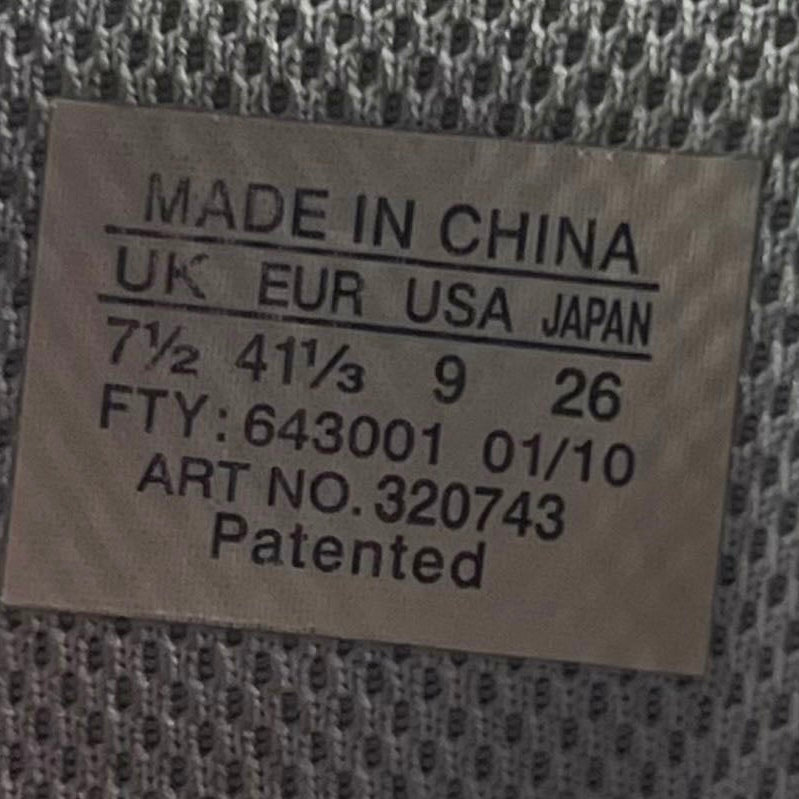 MADE IN CHINA
UK EUR USA JAPAN
7½ 41⅓ 9 26
FTY: 643001 01/10
ART NO. 320743
Patented